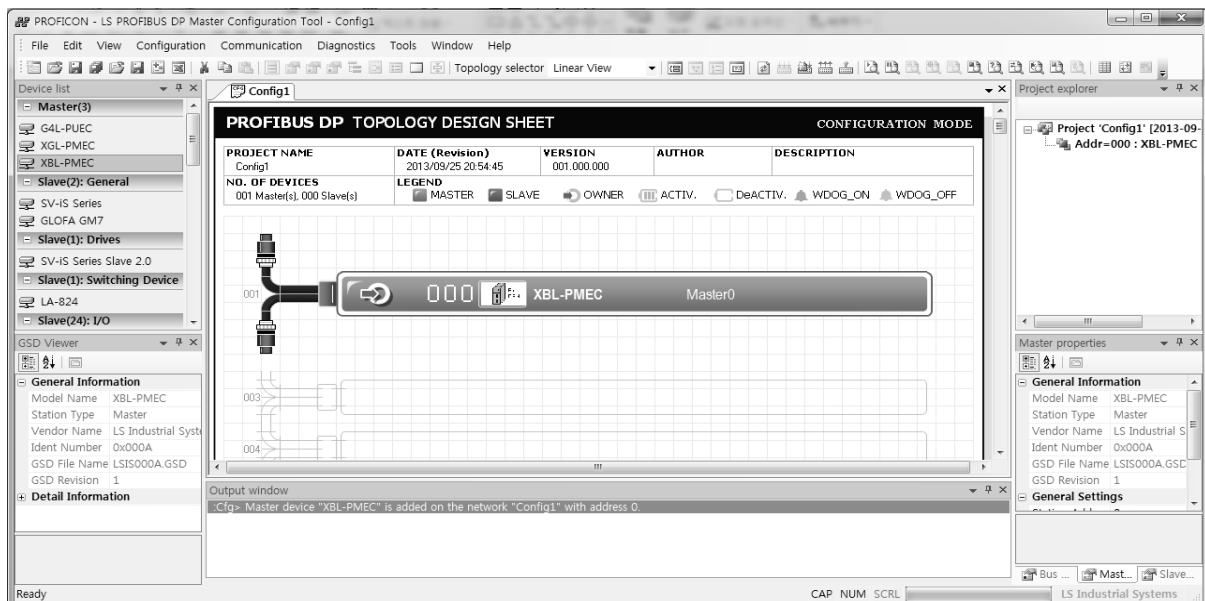 PROFICON - LS PROFIBUS DP Master Configuration Tool - Config1
File Edit View Configuration Communication Diagnostics Tools Window Help
Topology selector Linear View
Device list
Master(3)
G4L-PUEC
XGL-PMEC
XBL-PMEC
Slave(2): General
SV-iS Series
GLOFA GM7
Slave(1): Drives
SV-iS Series Slave 2.0
Slave(1): Switching Device
LA-824
Slave(24): I/O
GSD Viewer
General Information
Model Name XBL-PMEC
Station Type Master
Vendor Name LS Industrial Syste
Ident Number 0x000A
GSD File Name LSIS000A.GSD
GSD Revision 1
Detail Information
Config1
PROFIBUS DP TOPOLOGY DESIGN SHEET CONFIGURATION MODE
PROJECT NAME DATE (Revision) VERSION AUTHOR DESCRIPTION
Config1 2013/09/25 20:54:45 001.000.000
NO. OF DEVICES LEGEND
001 Master(s), 000 Slave(s) MASTER SLAVE OWNER ACTIV. DeACTIV. WDOG_ON WDOG_OFF
001 000 XBL-PMEC Master0
003
004
Output window
:Cfg> Master device "XBL-PMEC" is added on the network "Config1" with address 0.
Project explorer
Project 'Config1' [2013-09-
Addr=000 : XBL-PMEC
Master properties
General Information
Model Name XBL-PMEC
Station Type Master
Vendor Name LS Industrial S
Ident Number 0x000A
GSD File Name LSIS000A.GSD
GSD Revision 1
General Settings
Bus ... Mast... Slave...
Ready CAP NUM SCRL LS Industrial Systems